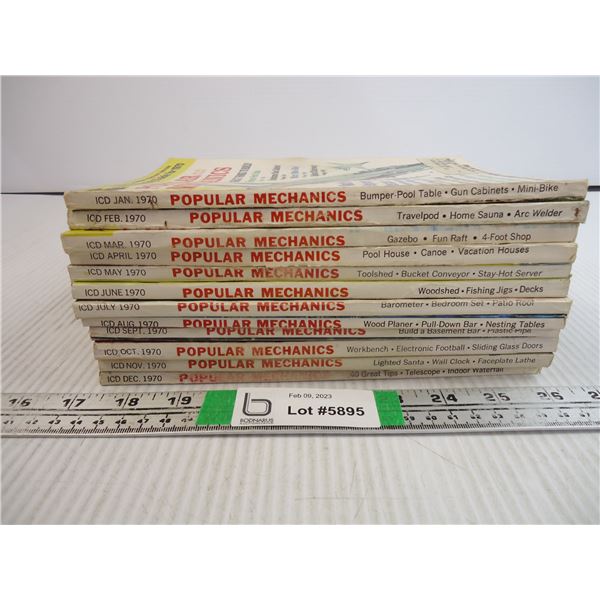 ICD JAN. 1970 POPULAR MECHANICS Bumper-Pool Table • Gun Cabinets • Mini-Bike
ICD FEB. 1970 POPULAR MECHANICS Travelpod • Home Sauna • Arc Welder
ICD MAR. 1970 POPULAR MECHANICS Gazebo • Fun Raft • 4-Foot Shop
ICD APRIL 1970 POPULAR MECHANICS Pool House • Canoe • Vacation Houses
ICD MAY 1970 POPULAR MECHANICS Toolshed • Bucket Conveyor • Stay-Hot Server
ICD JUNE 1970 POPULAR MECHANICS Woodshed • Fishing Jigs • Decks
ICD JULY 1970 POPULAR MECHANICS Barometer • Bedroom Set • Patio Roof
ICD AUG. 1970 POPULAR MECHANICS Wood Planer • Pull-Down Bar • Nesting Tables
ICD SEPT. 1970 POPULAR MECHANICS Build a Basement Bar • Plastic Pipe
ICD OCT. 1970 POPULAR MECHANICS Workbench • Electronic Football • Sliding Glass Doors
ICD NOV. 1970 POPULAR MECHANICS Lighted Santa • Wall Clock • Faceplate Lathe
ICD DEC. 1970 POPULAR MECHANICS 40 Great Tips • Telescope • Indoor Waterfall
Feb 09, 2023
Lot #5895
b
BODNARUS
17 18 19 24 25 26